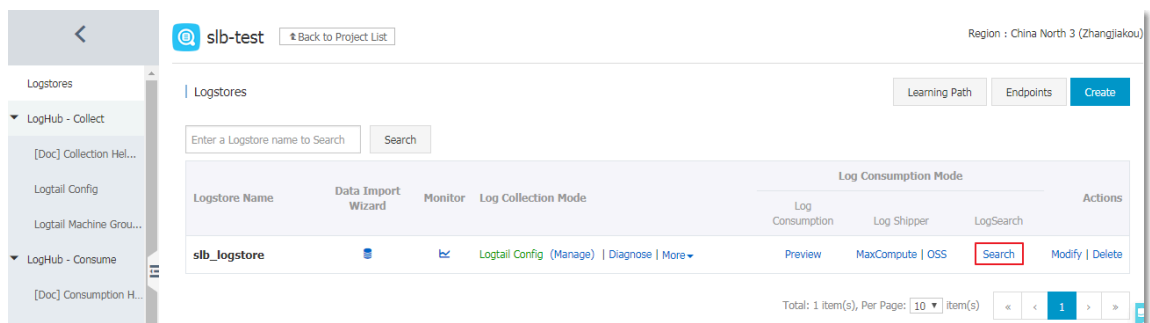 slb-test
Back to Project List
Region : China North 3 (Zhangjiakou)
Logstores
LogHub - Collect
[Doc] Collection Hel...
Logtail Config
Logtail Machine Grou...
LogHub - Consume
[Doc] Consumption H...
Logstores
Learning Path
Endpoints
Create
Enter a Logstore name to Search
Search
Logstore Name
Data Import
Wizard
Monitor
Log Collection Mode
Log Consumption Mode
Log
Consumption
Log Shipper
LogSearch
Actions
slb_logstore
Logtail Config (Manage) | Diagnose | More
Preview
MaxCompute | OSS
Search
Modify | Delete
Total: 1 item(s), Per Page: 10 item(s) « ‹ 1 › »